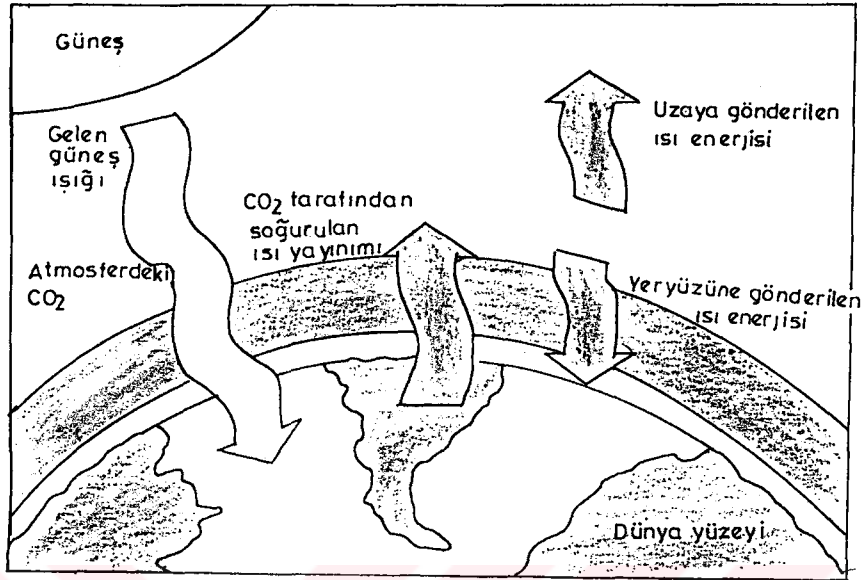 Güneş
Gelen
güneş
ışığı
Uzaya gönderilen
ısı enerjisi
CO2 tarafından
soğurulan
ısı yayınımı
Atmosferdeki
CO2
Yeryüzüne gönderilen
ısı enerjisi
Dünya yüzeyi